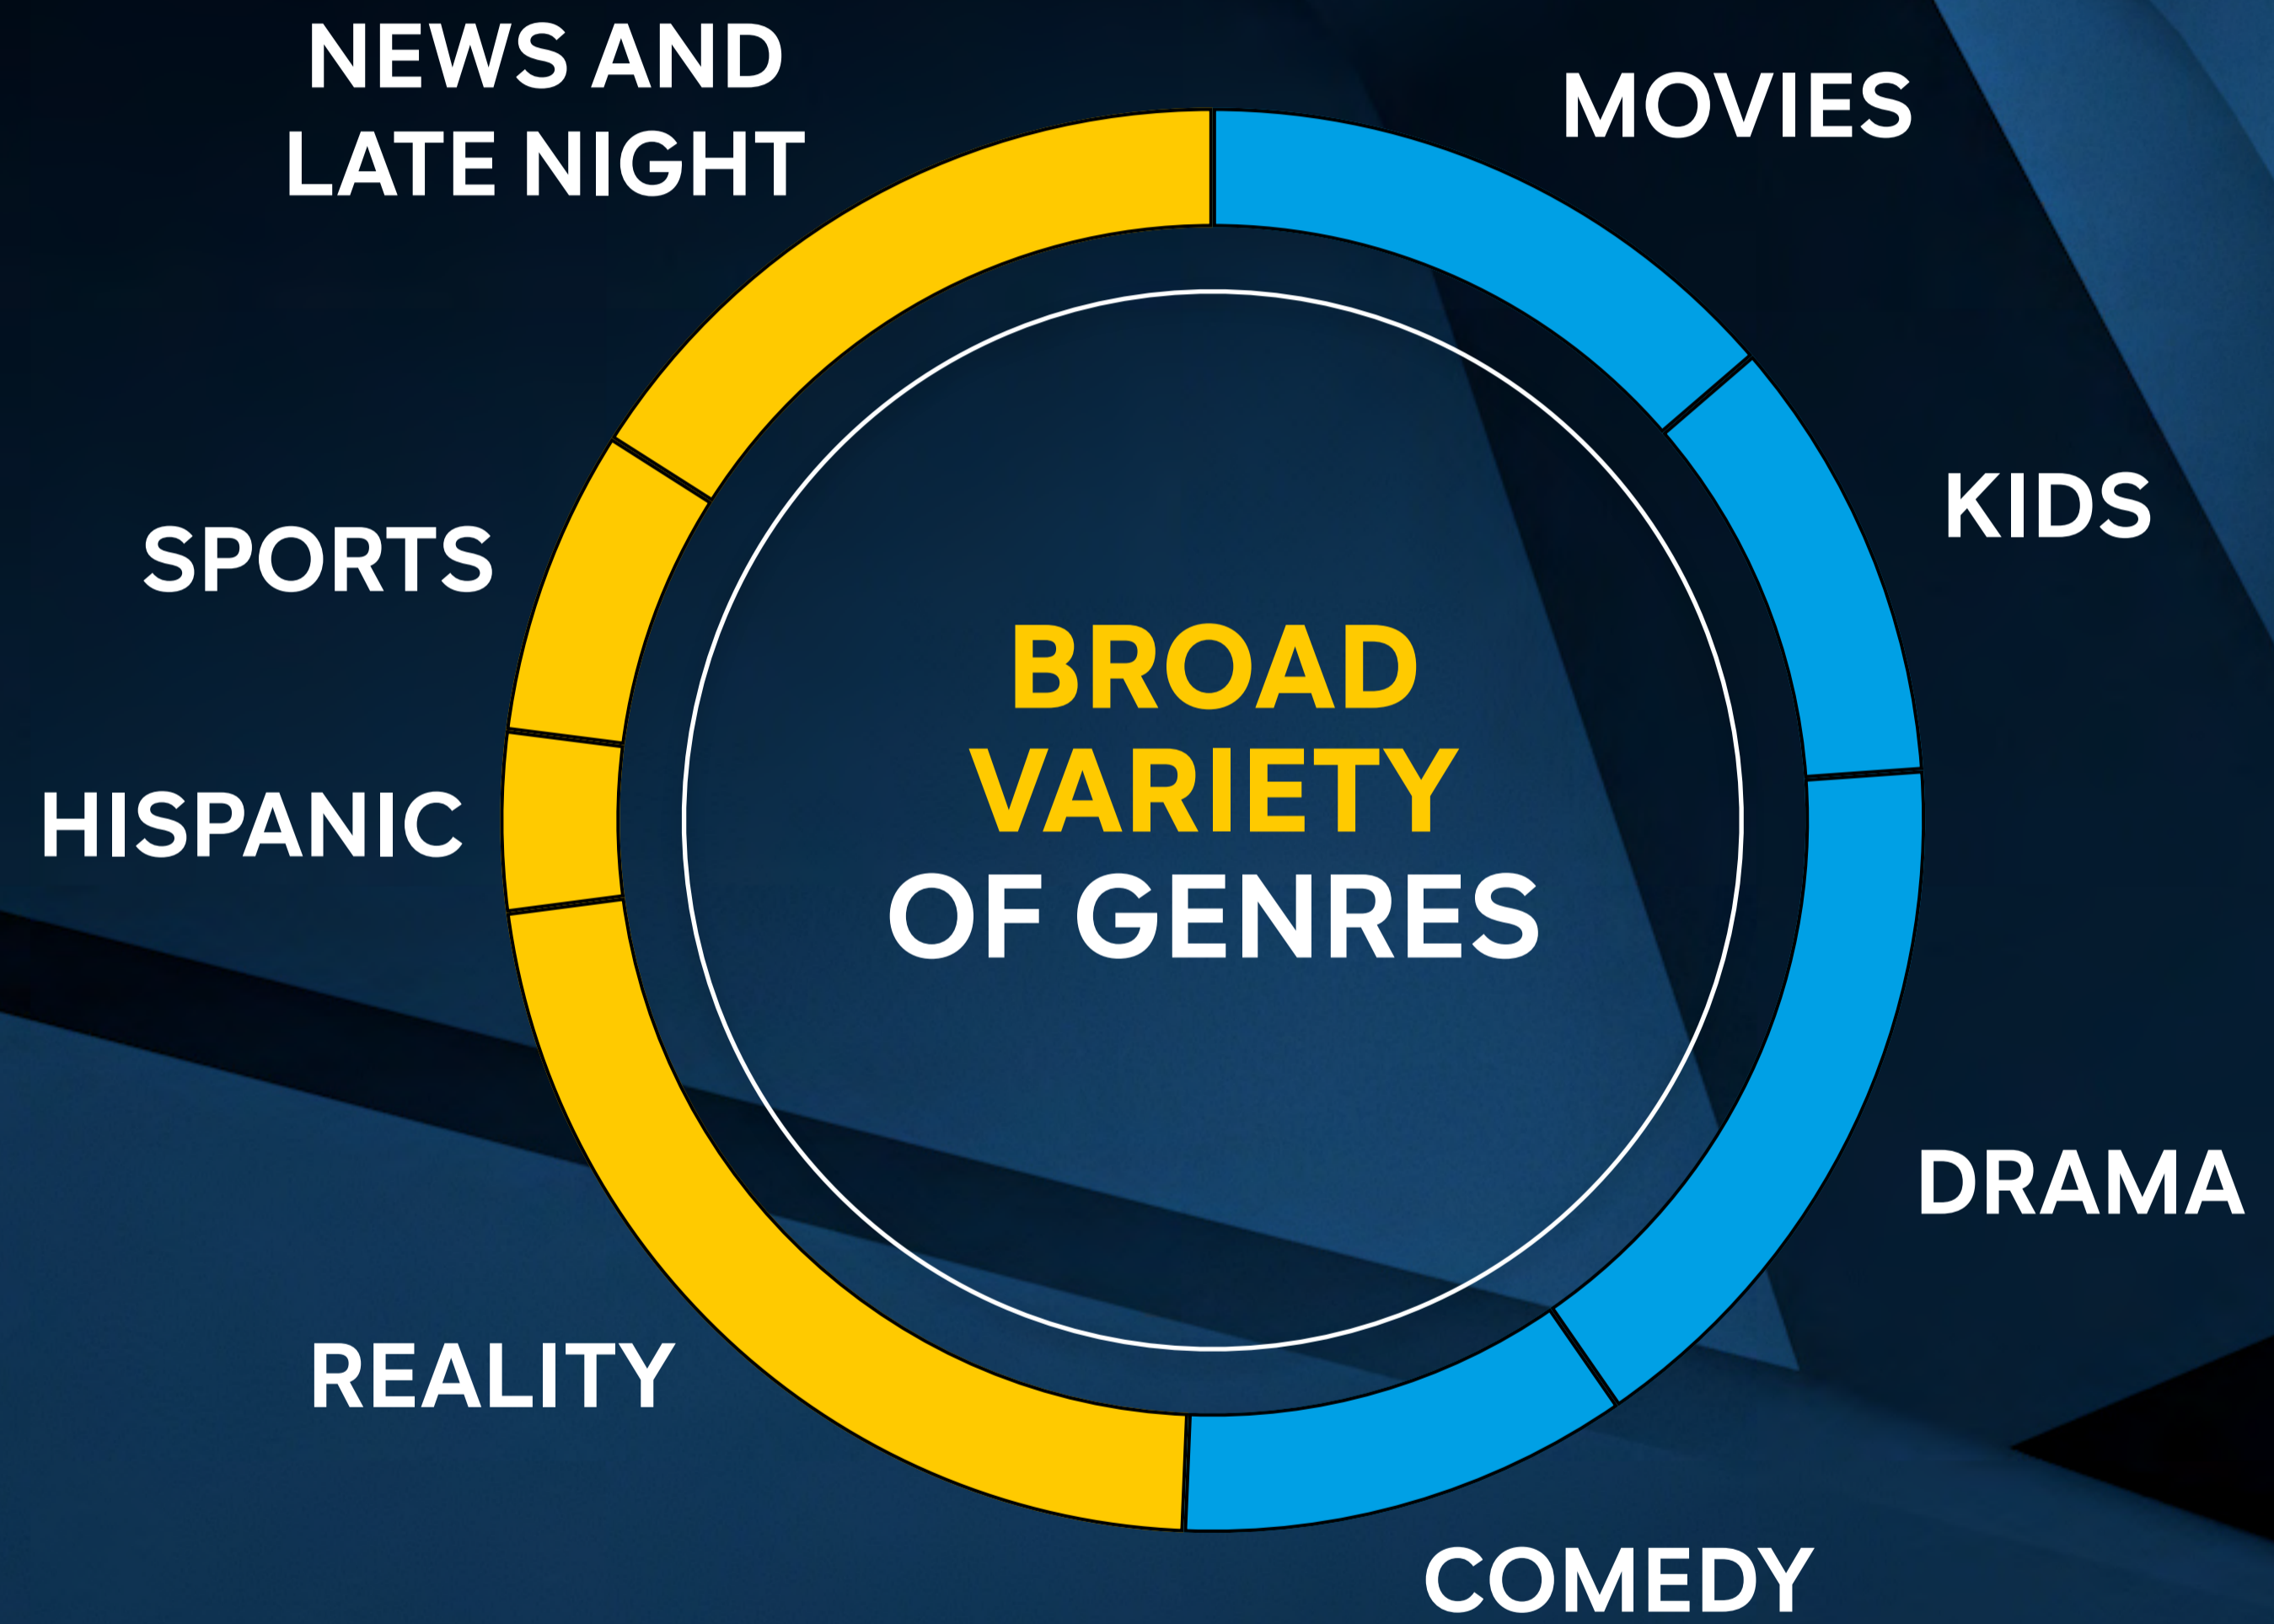 NEWS AND
LATE NIGHT
MOVIES
KIDS
SPORTS
BROAD
VARIETY
OF GENRES
HISPANIC
DRAMA
REALITY
COMEDY